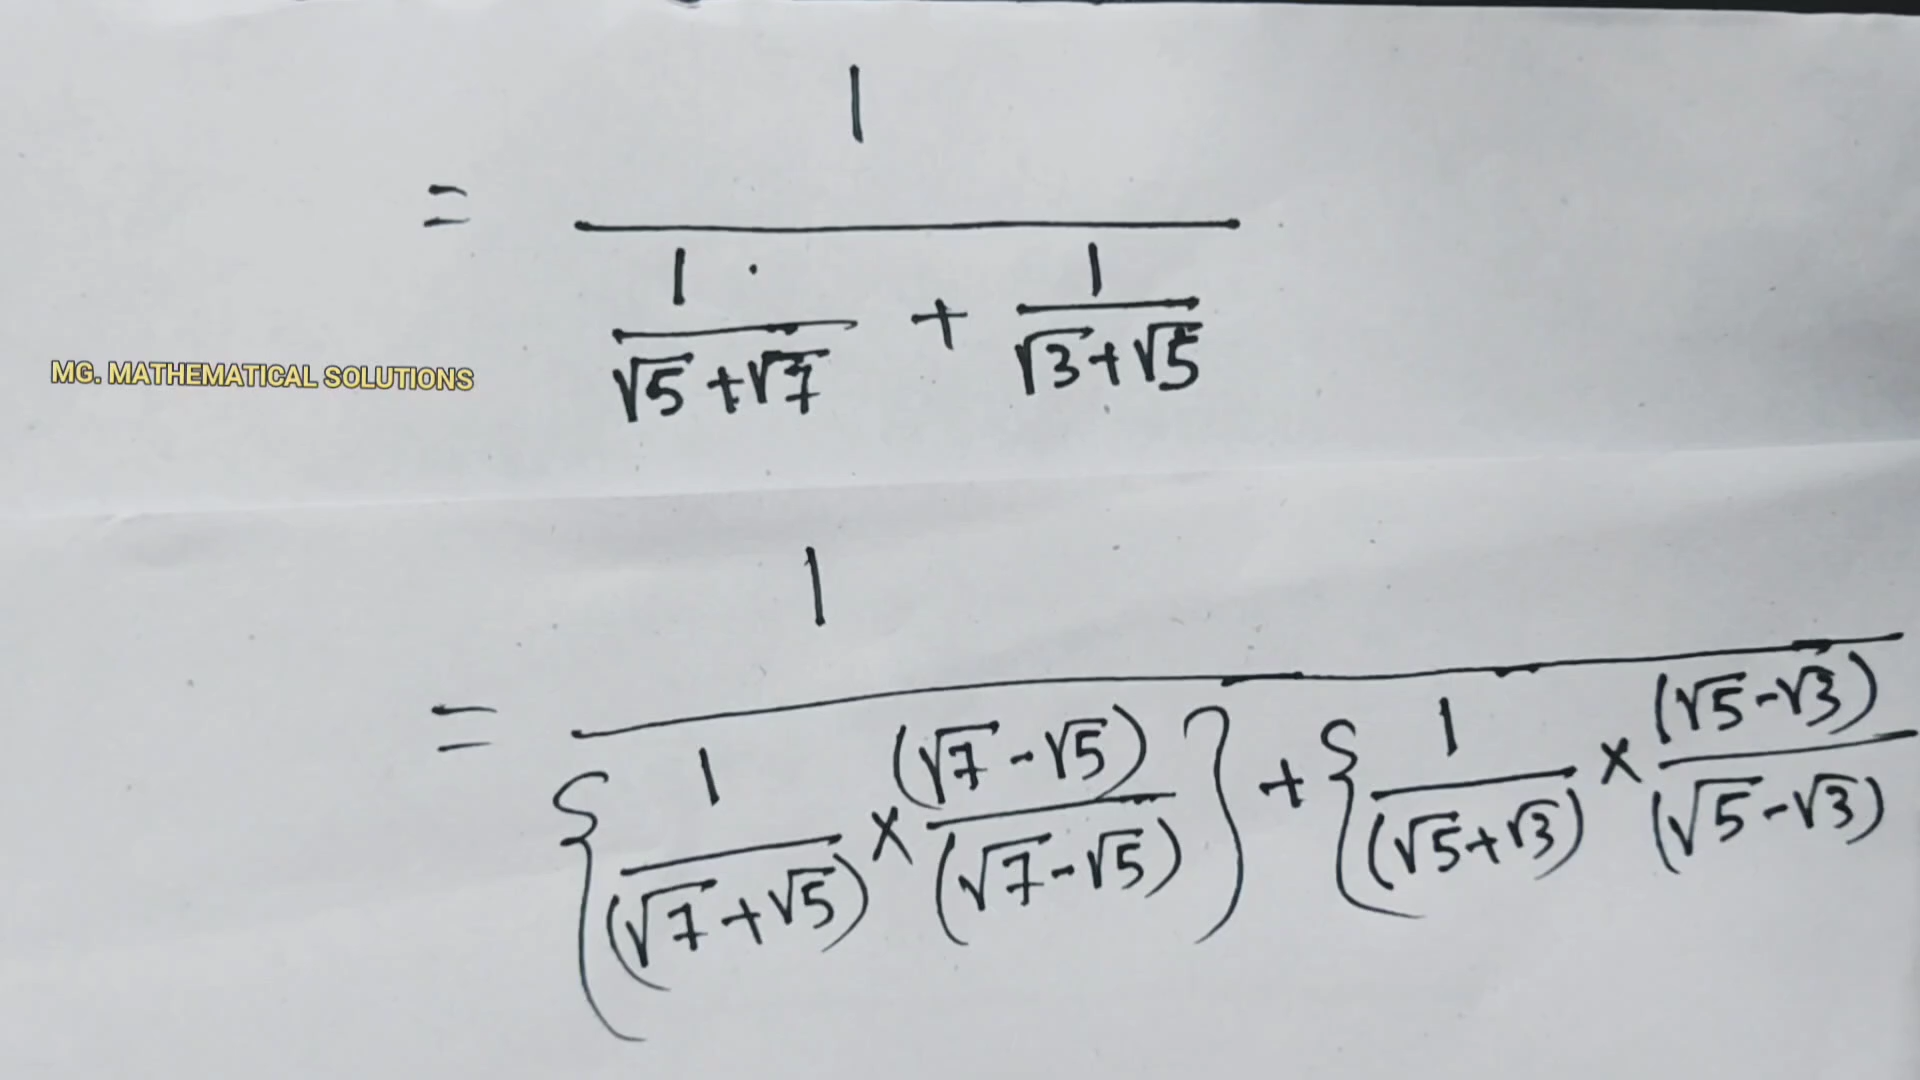 1
=
1/(√5+√7) + 1/(√3+√5)
MG. MATHEMATICAL SOLUTIONS
1
=
{1/(√7+√5) × (√7-√5)/(√7-√5)} + {1/(√5+√3) × (√5-√3)/(√5-√3)